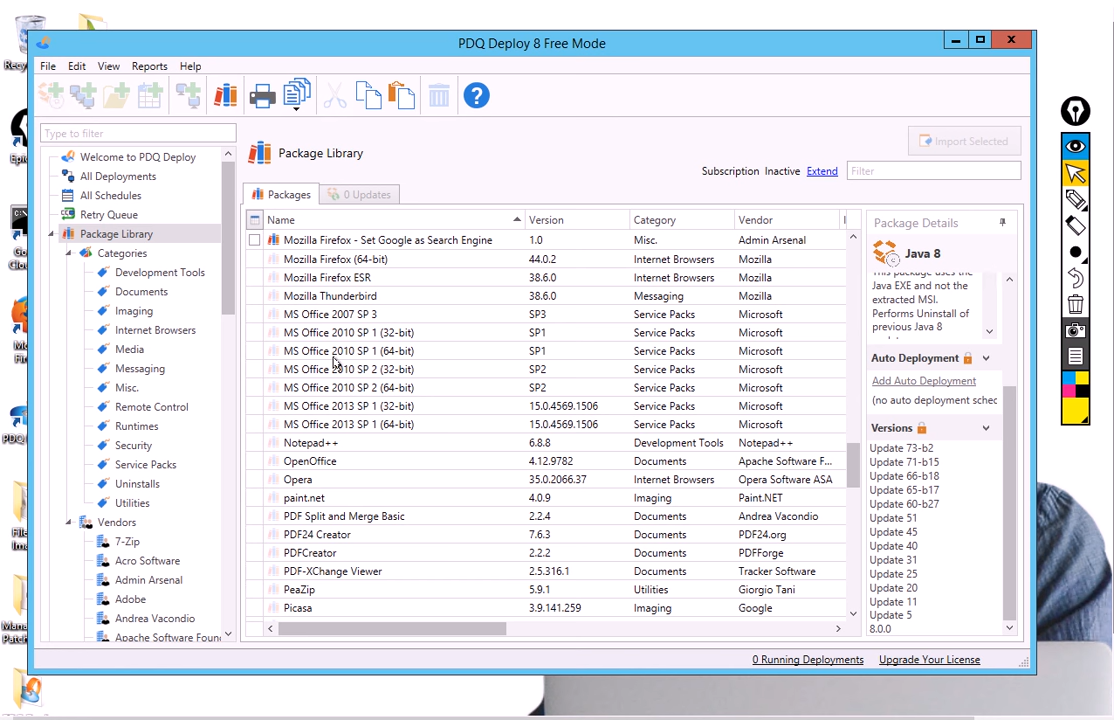 PDQ Deploy 8 Free Mode
File Edit View Reports Help
Type to filter
Welcome to PDQ Deploy
All Deployments
All Schedules
Retry Queue
Package Library
Categories
Development Tools
Documents
Imaging
Internet Browsers
Media
Messaging
Misc.
Remote Control
Runtimes
Security
Service Packs
Uninstalls
Utilities
Vendors
7-Zip
Acro Software
Admin Arsenal
Adobe
Andrea Vacondio
Apache Software Foun
Package Library
Import Selected
Subscription Inactive Extend Filter
Packages 0 Updates
Name Version Category Vendor
Mozilla Firefox - Set Google as Search Engine 1.0 Misc. Admin Arsenal
Mozilla Firefox (64-bit) 44.0.2 Internet Browsers Mozilla
Mozilla Firefox ESR 38.6.0 Internet Browsers Mozilla
Mozilla Thunderbird 38.6.0 Messaging Mozilla
MS Office 2007 SP 3 SP3 Service Packs Microsoft
MS Office 2010 SP 1 (32-bit) SP1 Service Packs Microsoft
MS Office 2010 SP 1 (64-bit) SP1 Service Packs Microsoft
MS Office 2010 SP 2 (32-bit) SP2 Service Packs Microsoft
MS Office 2010 SP 2 (64-bit) SP2 Service Packs Microsoft
MS Office 2013 SP 1 (32-bit) 15.0.4569.1506 Service Packs Microsoft
MS Office 2013 SP 1 (64-bit) 15.0.4569.1506 Service Packs Microsoft
Notepad++ 6.8.8 Development Tools Notepad++
OpenOffice 4.12.9782 Documents Apache Software F...
Opera 35.0.2066.37 Internet Browsers Opera Software ASA
paint.net 4.0.9 Imaging Paint.NET
PDF Split and Merge Basic 2.2.4 Documents Andrea Vacondio
PDF24 Creator 7.6.3 Documents PDF24.org
PDFCreator 2.2.2 Documents PDFForge
PDF-XChange Viewer 2.5.316.1 Documents Tracker Software
PeaZip 5.9.1 Utilities Giorgio Tani
Picasa 3.9.141.259 Imaging Google
Package Details
Java 8
This package uses the
Java EXE and not the
extracted MSI.
Performs Uninstall of
previous Java 8
Auto Deployment
Add Auto Deployment
(no auto deployment sched
Versions
Update 73-b2
Update 71-b15
Update 66-b18
Update 65-b17
Update 60-b27
Update 51
Update 45
Update 40
Update 31
Update 25
Update 20
Update 11
Update 5
8.0.0
0 Running Deployments Upgrade Your License